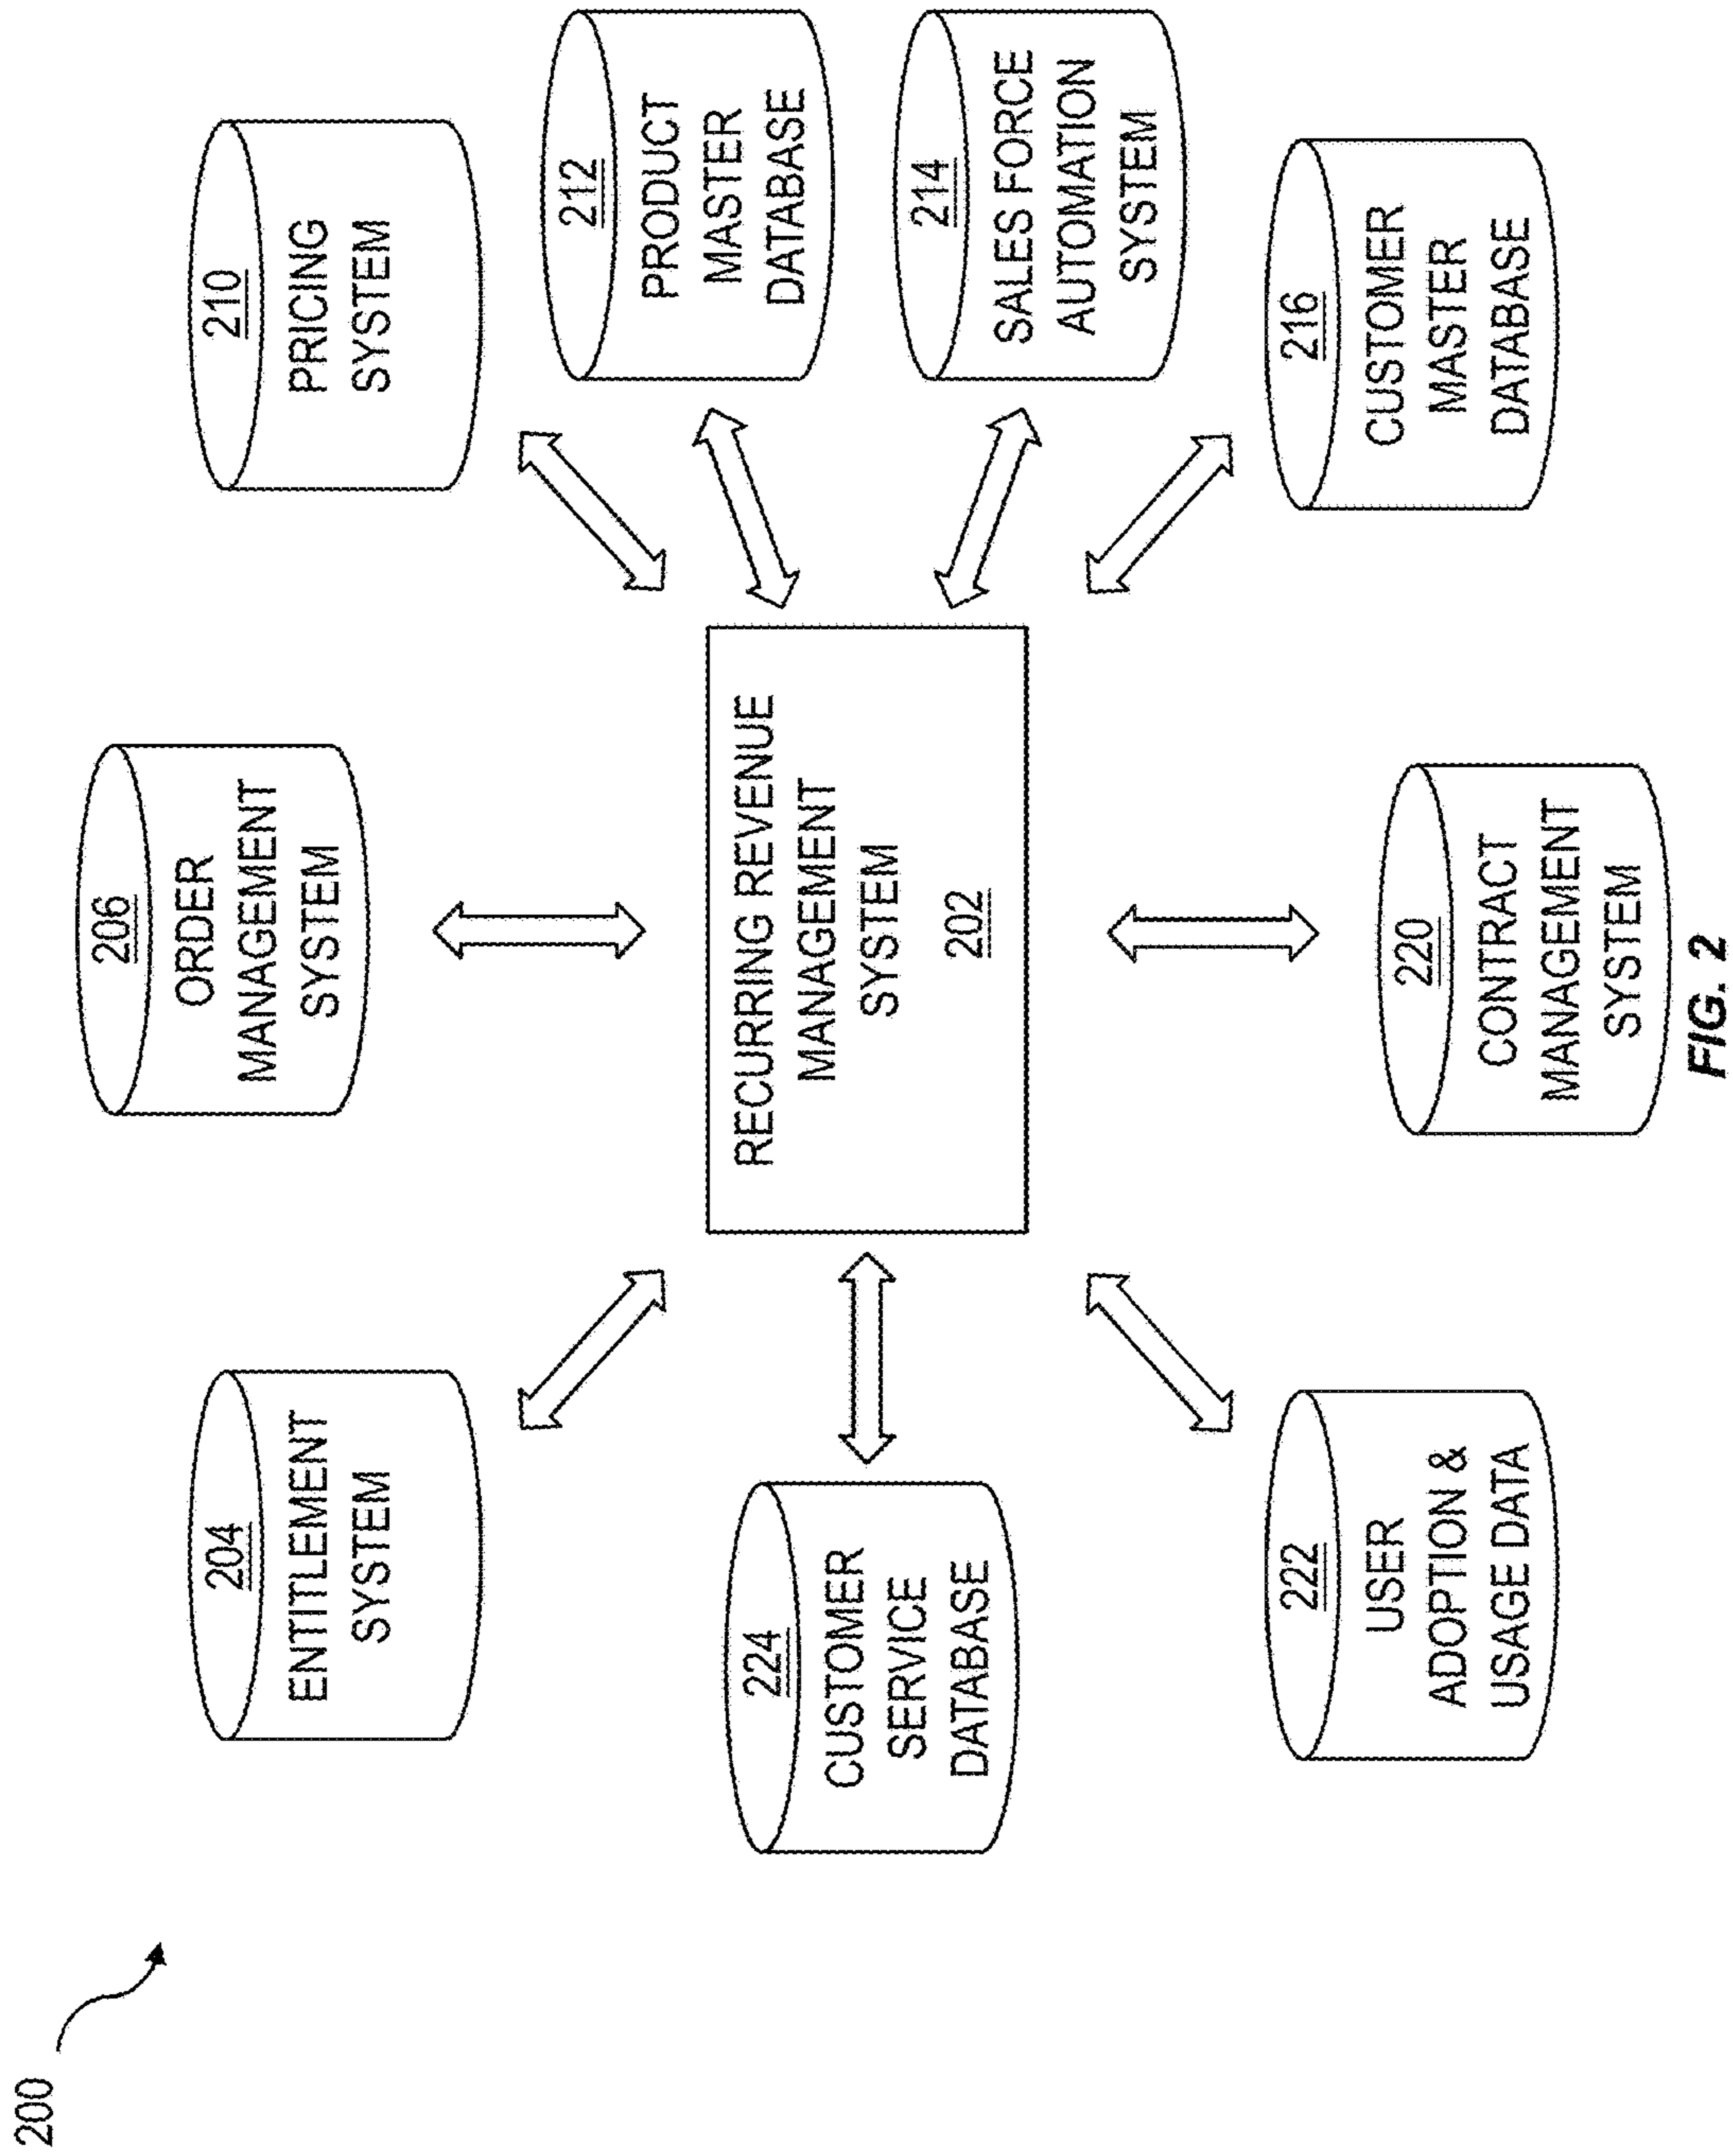 200
206
ORDER
MANAGEMENT
SYSTEM
204
ENTITLEMENT
SYSTEM
210
PRICING
SYSTEM
224
CUSTOMER
SERVICE
DATABASE
RECURRING REVENUE
MANAGEMENT
SYSTEM
202
212
PRODUCT
MASTER
DATABASE
214
SALES FORCE
AUTOMATION
SYSTEM
222
USER
ADOPTION &
USAGE DATA
220
CONTRACT
MANAGEMENT
SYSTEM
216
CUSTOMER
MASTER
DATABASE
FIG. 2